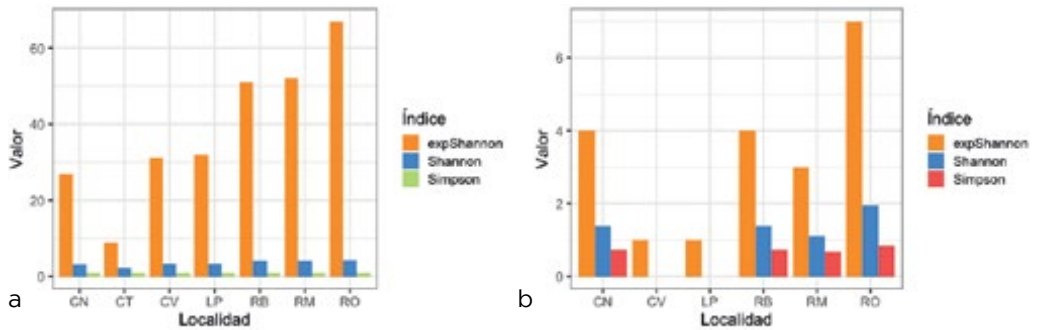 Valor
60
40
20
0
CN CT CV LP RB RM RO
Localidad
Índice
expShannon
Shannon
Simpson
a
Valor
6
4
2
0
CN CV LP RB RM RO
Localidad
Índice
expShannon
Shannon
Simpson
b